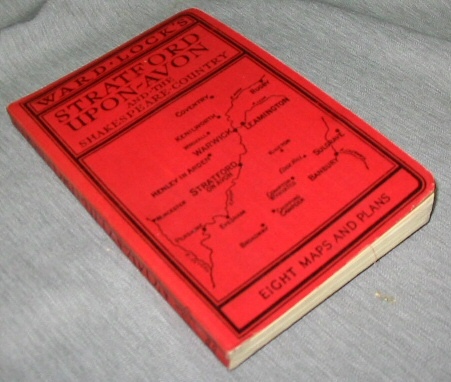 WARD·LOCK'S
STRATFORD
UPON-AVON
AND THE
SHAKESPEARE COUNTRY
RUGBY
COVENTRY
KENILWORTH
LEAMINGTON
WARWICK
HENLEY IN ARDEN
STRATFORD
ON AVON
BANBURY
EVESHAM
EIGHT MAPS AND PLANS